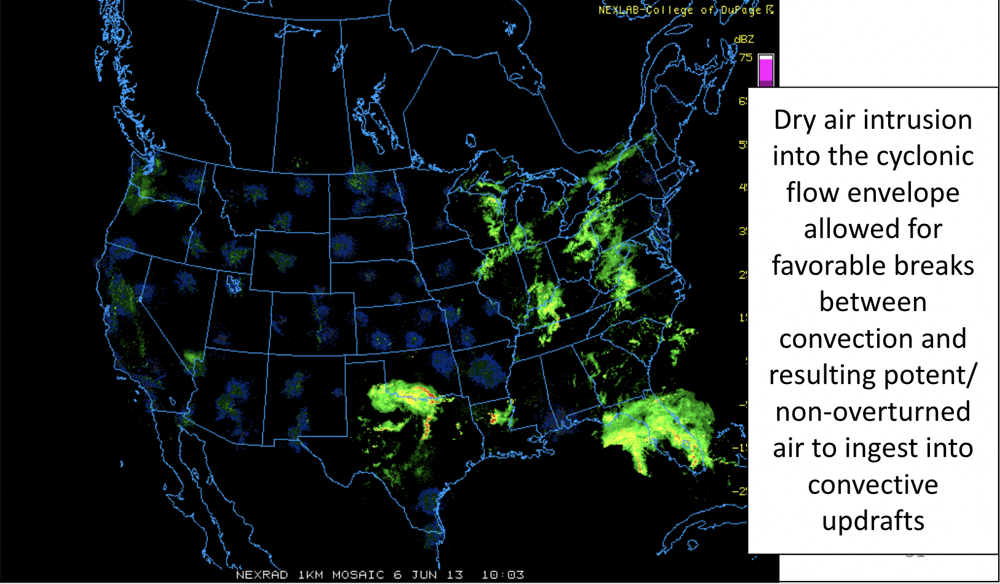 NEXLAB-College of DuPage
dBZ
75
Dry air intrusion
into the cyclonic
flow envelope
allowed for
favorable breaks
between
convection and
resulting potent/
non-overturned
air to ingest into
convective
updrafts
NEXRAD 1KM MOSAIC 6 JUN 13 10:03